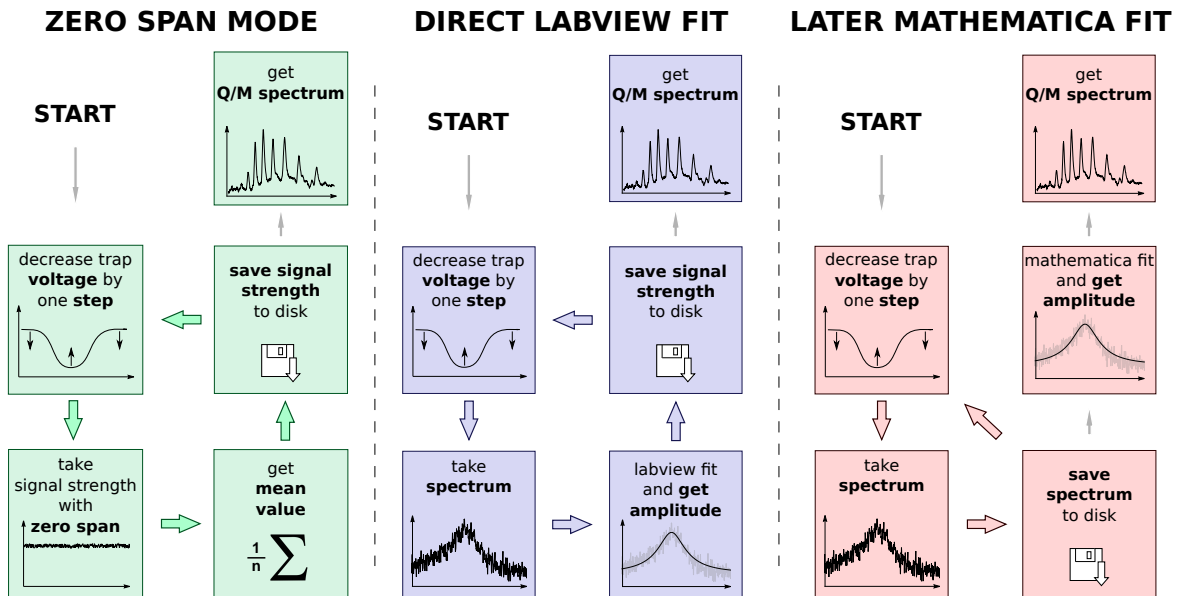 ZERO SPAN MODE
START
get
Q/M spectrum
decrease trap
voltage by
one step
save signal
strength
to disk
take
signal strength
with
zero span
get
mean
value
1
n
∑
DIRECT LABVIEW FIT
START
get
Q/M spectrum
decrease trap
voltage by
one step
save signal
strength
to disk
take
spectrum
labview fit
and get
amplitude
LATER MATHEMATICA FIT
START
get
Q/M spectrum
decrease trap
voltage by
one step
mathematica fit
and get
amplitude
take
spectrum
save
spectrum
to disk